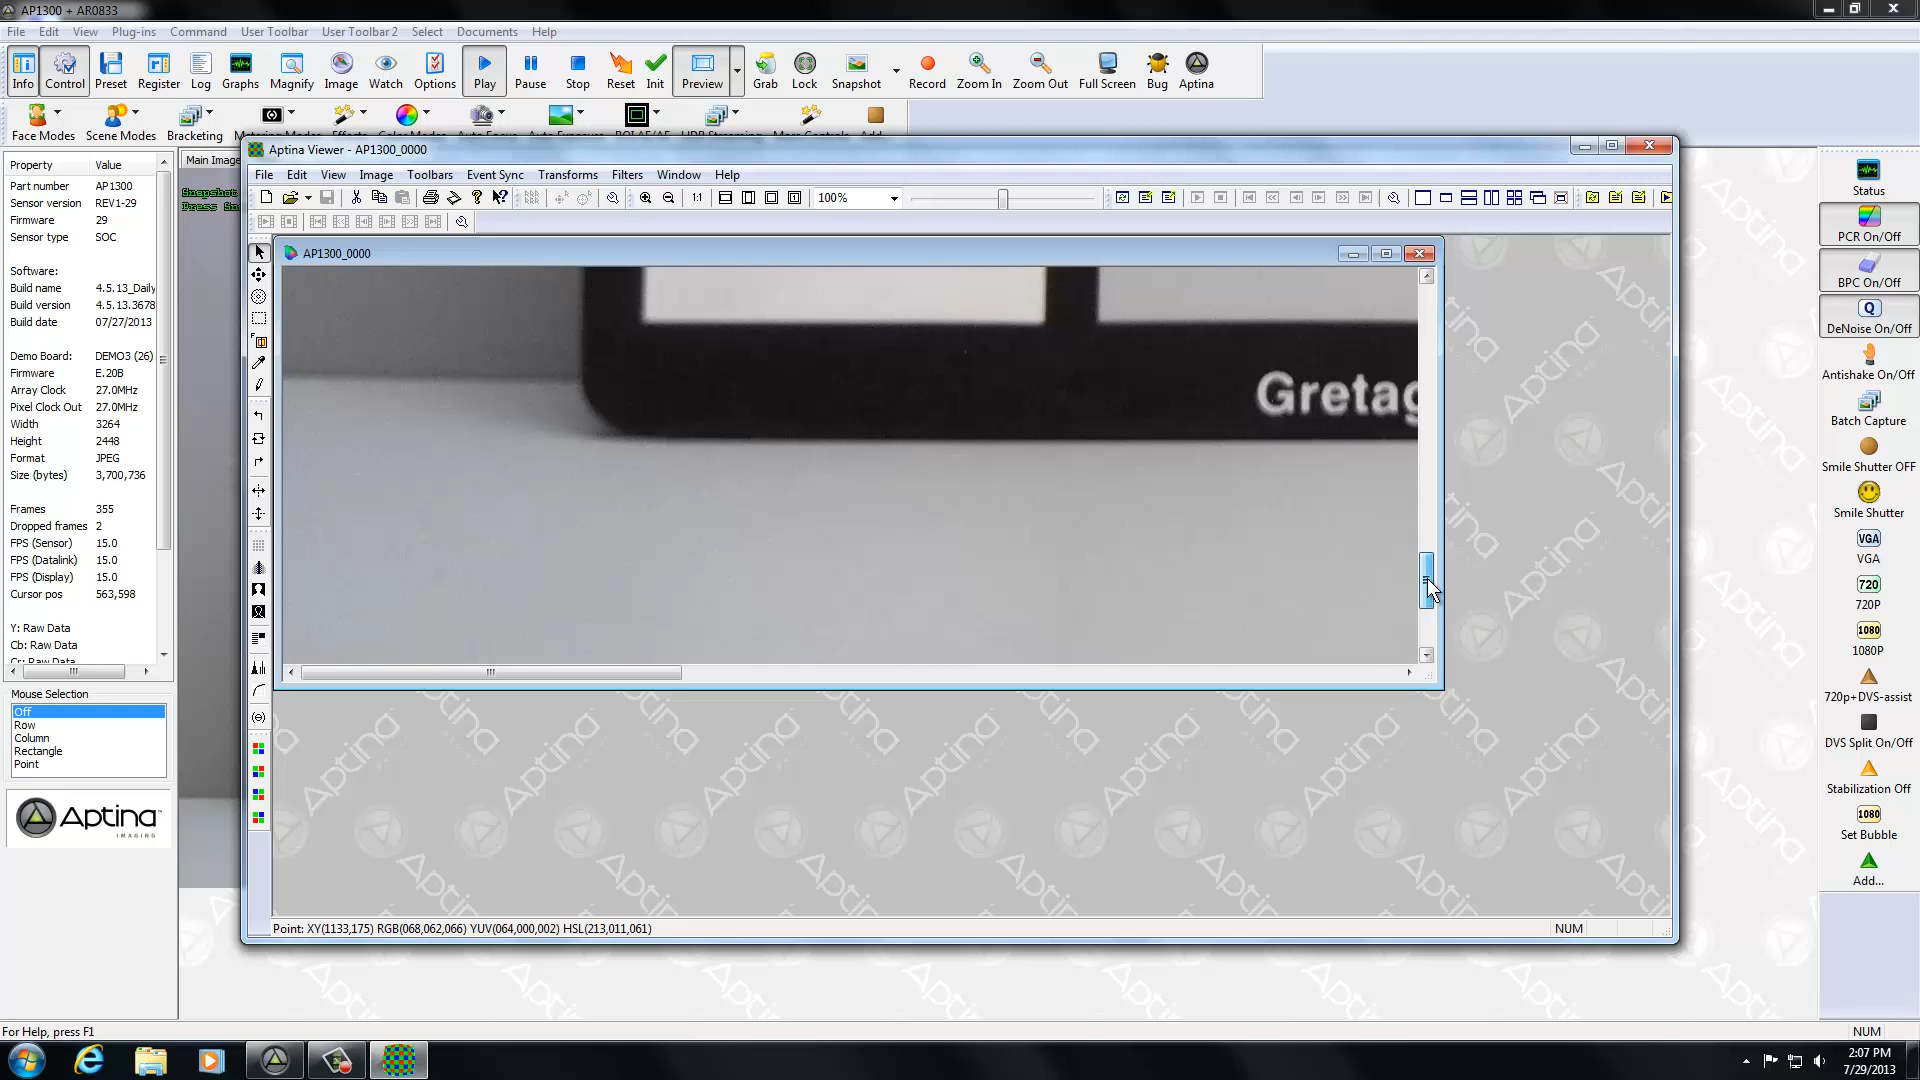 AP1300 + AR0833
File Edit View Plug-ins Command User Toolbar User Toolbar 2 Select Documents Help
Info Control Preset Register Log Graphs Magnify Image Watch Options Play Pause Stop Reset Init Preview Grab Lock Snapshot Record Zoom In Zoom Out Full Screen Bug Aptina
Face Modes Scene Modes Bracketing
Main Image
Property Value
Part number AP1300
Sensor version REV1-29
Firmware 29
Sensor type SOC
Software:
Build name 4.5.13_Daily
Build version 4.5.13.3678
Build date 07/27/2013
Demo Board: DEMO3 (26)
Firmware E.20B
Array Clock 27.0MHz
Pixel Clock Out 27.0MHz
Width 3264
Height 2448
Format JPEG
Size (bytes) 3,700,736
Frames 355
Dropped frames 2
FPS (Sensor) 15.0
FPS (Datalink) 15.0
FPS (Display) 15.0
Cursor pos 563,598
Y: Raw Data
Cb: Raw Data
Cr: Raw Data
Mouse Selection
Off
Row
Column
Rectangle
Point
Aptina
IMAGING
Aptina Viewer - AP1300_0000
File Edit View Image Toolbars Event Sync Transforms Filters Window Help
1:1 100%
AP1300_0000
Gretag
Point: XY(1133,175) RGB(068,062,066) YUV(064,000,002) HSL(213,011,061)
NUM
Status
PCR On/Off
BPC On/Off
DeNoise On/Off
Antishake On/Off
Batch Capture
Smile Shutter OFF
Smile Shutter
VGA
VGA
720
720P
1080
1080P
720p+DVS-assist
DVS Split On/Off
Stabilization Off
1080
Set Bubble
Add...
For Help, press F1
NUM
2:07 PM
7/29/2013